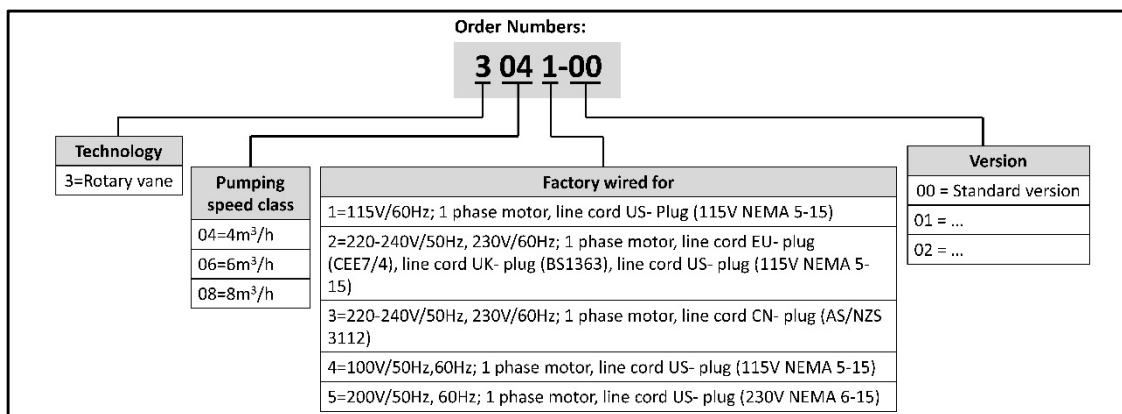 Order Numbers:
3 04 1-00
Technology
3=Rotary vane
Pumping
speed class
04=4m³/h
06=6m³/h
08=8m³/h
Factory wired for
1=115V/60Hz; 1 phase motor, line cord US- Plug (115V NEMA 5-15)
2=220-240V/50Hz, 230V/60Hz; 1 phase motor, line cord EU- plug
(CEE7/4), line cord UK- plug (BS1363), line cord US- plug (115V NEMA 5-
15)
3=220-240V/50Hz, 230V/60Hz; 1 phase motor, line cord CN- plug (AS/NZS
3112)
4=100V/50Hz,60Hz; 1 phase motor, line cord US- plug (115V NEMA 5-15)
5=200V/50Hz, 60Hz; 1 phase motor, line cord US- plug (230V NEMA 6-15)
Version
00 = Standard version
01 = ...
02 = ...